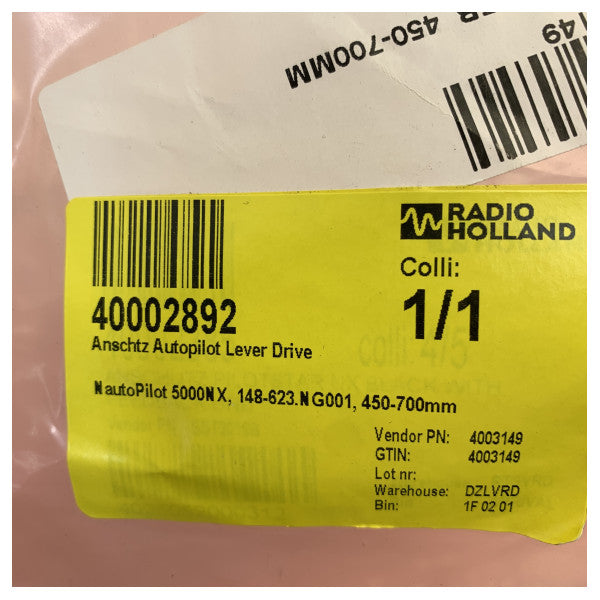 450-700MM
149
RADIO
HOLLAND
Colli:
1/1
40002892
Anschtz Autopilot Lever Drive
NautoPilot 5000NX, 148-623.NG001, 450-700mm
Vendor PN: 4003149
GTIN: 4003149
Lot nr:
Warehouse: DZLVRD
Bin: 1F 02 01